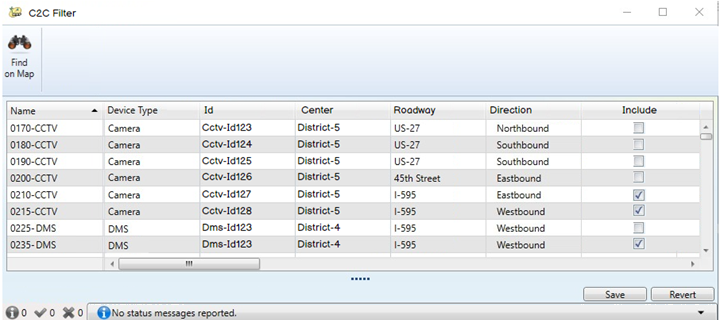 C2C Filter
Find
on Map
Name Device Type Id Center Roadway Direction Include
0170-CCTV Camera Cctv-Id123 District-5 US-27 Northbound
0180-CCTV Camera Cctv-Id124 District-5 US-27 Southbound
0190-CCTV Camera Cctv-Id125 District-5 US-27 Southbound
0200-CCTV Camera Cctv-Id126 District-5 45th Street Eastbound
0210-CCTV Camera Cctv-Id127 District-5 I-595 Eastbound
0215-CCTV Camera Cctv-Id128 District-5 I-595 Westbound
0225-DMS DMS Dms-Id123 District-4 I-595 Westbound
0235-DMS DMS Dms-Id123 District-4 I-595 Westbound
Save Revert
0 0 0 No status messages reported.